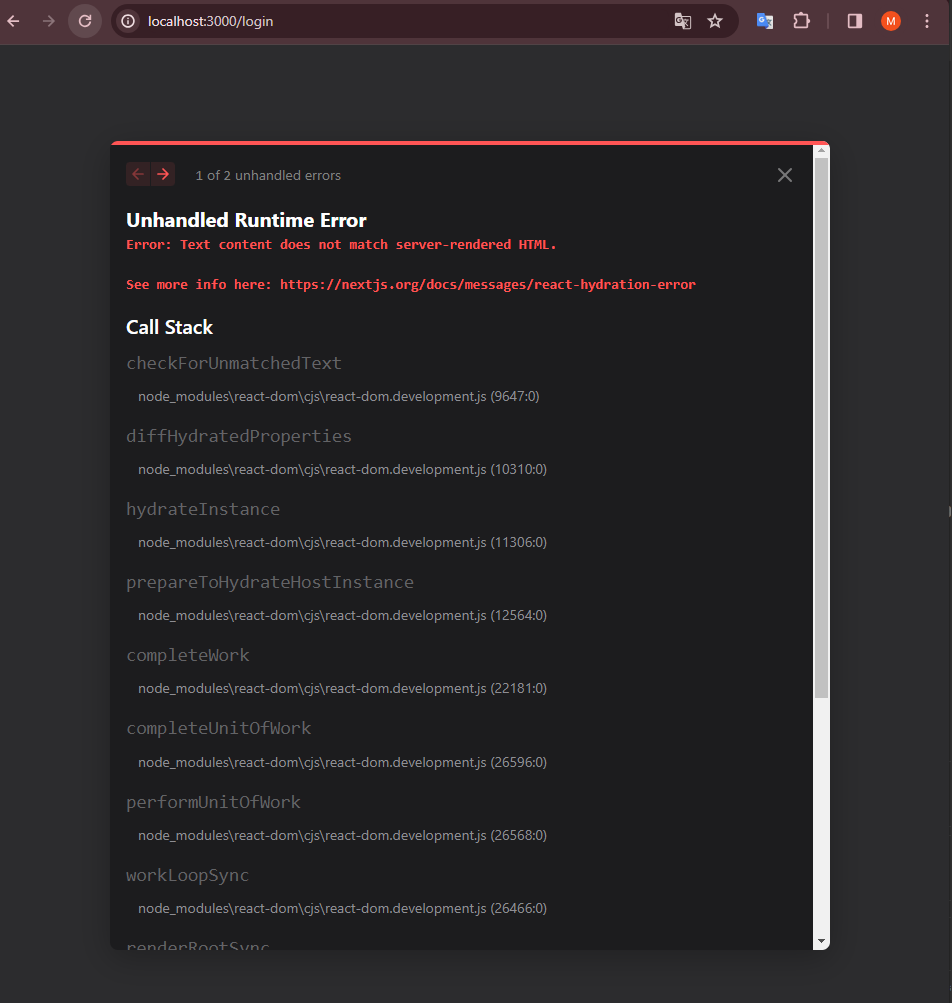 localhost:3000/login
M
1 of 2 unhandled errors
Unhandled Runtime Error
Error: Text content does not match server-rendered HTML.
See more info here: https://nextjs.org/docs/messages/react-hydration-error
Call Stack
checkForUnmatchedText
node_modules\react-dom\cjs\react-dom.development.js (9647:0)
diffHydratedProperties
node_modules\react-dom\cjs\react-dom.development.js (10310:0)
hydrateInstance
node_modules\react-dom\cjs\react-dom.development.js (11306:0)
prepareToHydrateHostInstance
node_modules\react-dom\cjs\react-dom.development.js (12564:0)
completeWork
node_modules\react-dom\cjs\react-dom.development.js (22181:0)
completeUnitOfWork
node_modules\react-dom\cjs\react-dom.development.js (26596:0)
performUnitOfWork
node_modules\react-dom\cjs\react-dom.development.js (26568:0)
workLoopSync
node_modules\react-dom\cjs\react-dom.development.js (26466:0)
renderRootSync